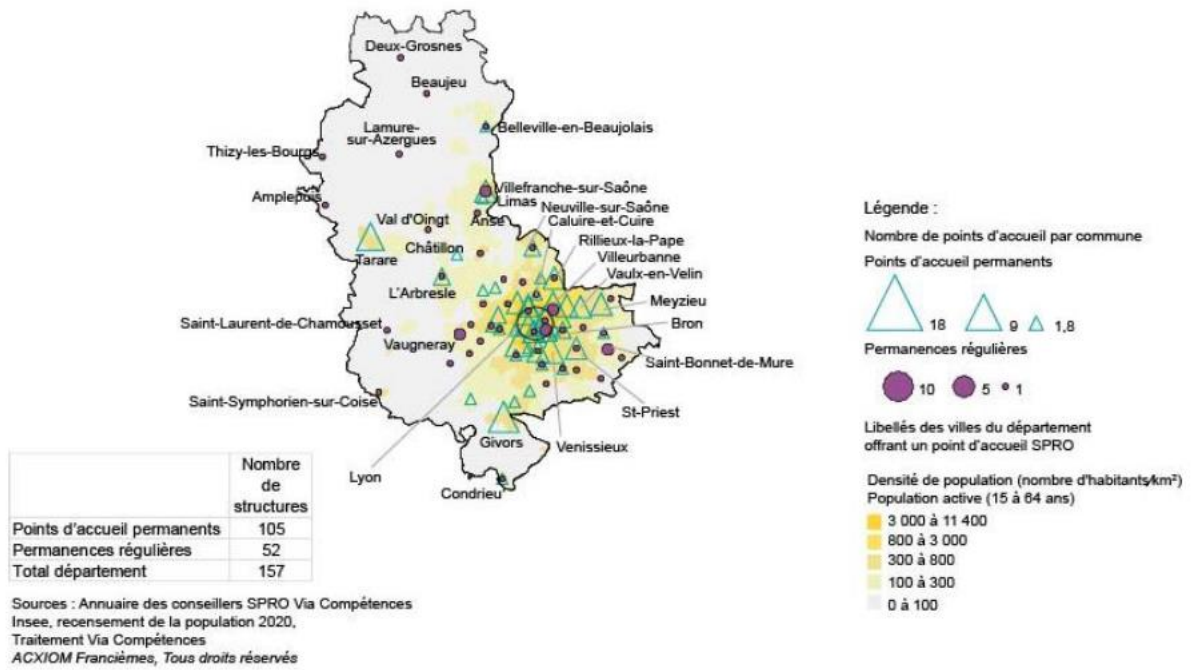 Deux-Grosnes
Beaujeu
Lamure-
sur-Azergues
Belleville-en-Beaujolais
Thizy-les-Bourgs
Villefranche-sur-Saône
Amplepuis
Limas
Neuville-sur-Saône
Val d'Oingt
Anse
Caluire-et-Cuire
Châtillon
Rillieux-la-Pape
Tarare
Villeurbanne
Vaulx-en-Velin
L'Arbresle
Meyzieu
Saint-Laurent-de-Chamousset
Bron
Vaugneray
Saint-Bonnet-de-Mure
Saint-Symphorien-sur-Coise
St-Priest
Givors
Venissieux
Lyon
Condrieu
Légende :
Nombre de points d'accueil par commune
Points d'accueil permanents
18 9 1,8
Permanences régulières
10 5 1
Libellés des villes du département
offrant un point d'accueil SPRO
Densité de population (nombre d'habitants/km²)
Population active (15 à 64 ans)
3 000 à 11 400
800 à 3 000
300 à 800
100 à 300
0 à 100
Nombre
de
structures
Points d'accueil permanents 105
Permanences régulières 52
Total département 157
Sources : Annuaire des conseillers SPRO Via Compétences
Insee, recensement de la population 2020,
Traitement Via Compétences
ACXIOM Francièmes, Tous droits réservés